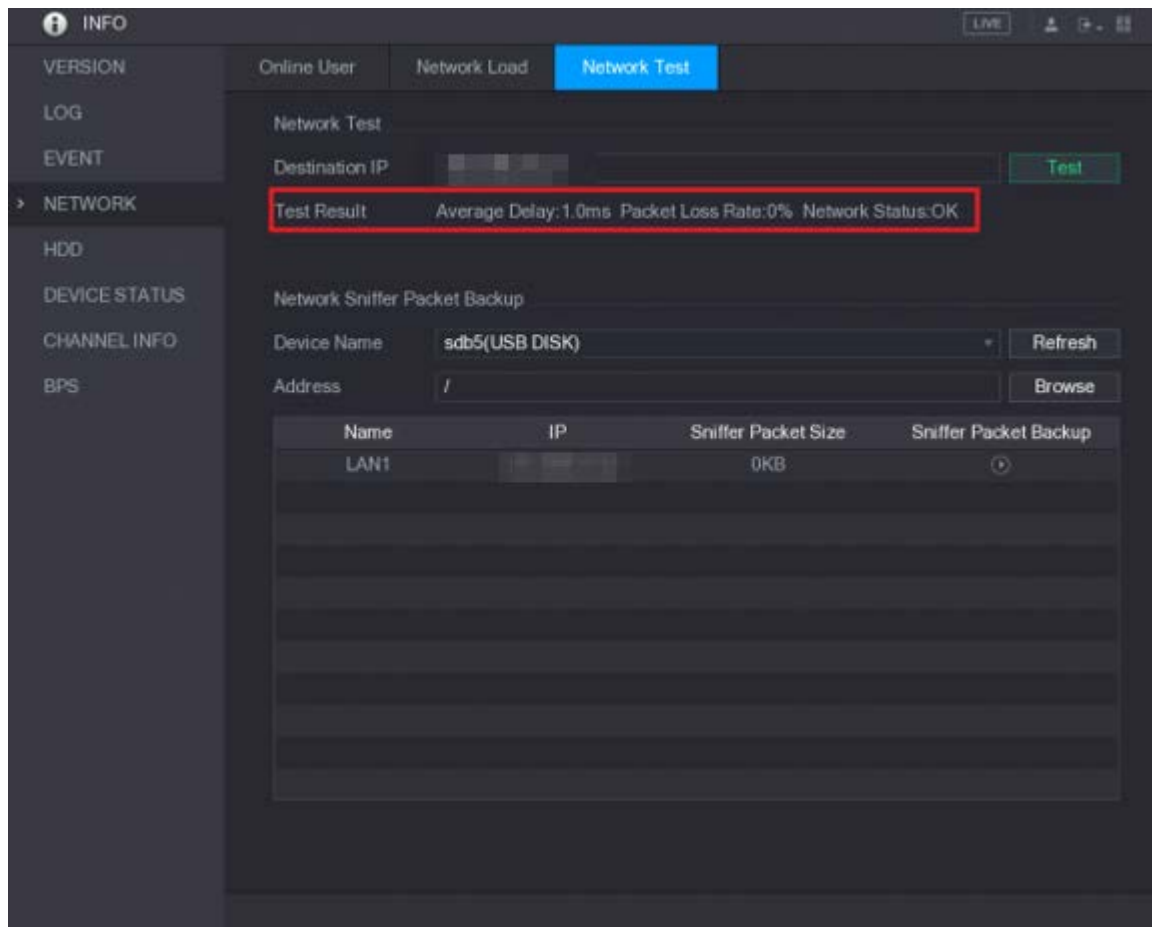 INFO
LIVE
VERSION
LOG
EVENT
NETWORK
HDD
DEVICE STATUS
CHANNEL INFO
BPS
Online User Network Load Network Test
Network Test
Destination IP Test
Test Result Average Delay:1.0ms Packet Loss Rate:0% Network Status:OK
Network Sniffer Packet Backup
Device Name sdb5(USB DISK) Refresh
Address / Browse
Name IP Sniffer Packet Size Sniffer Packet Backup
LAN1 0KB